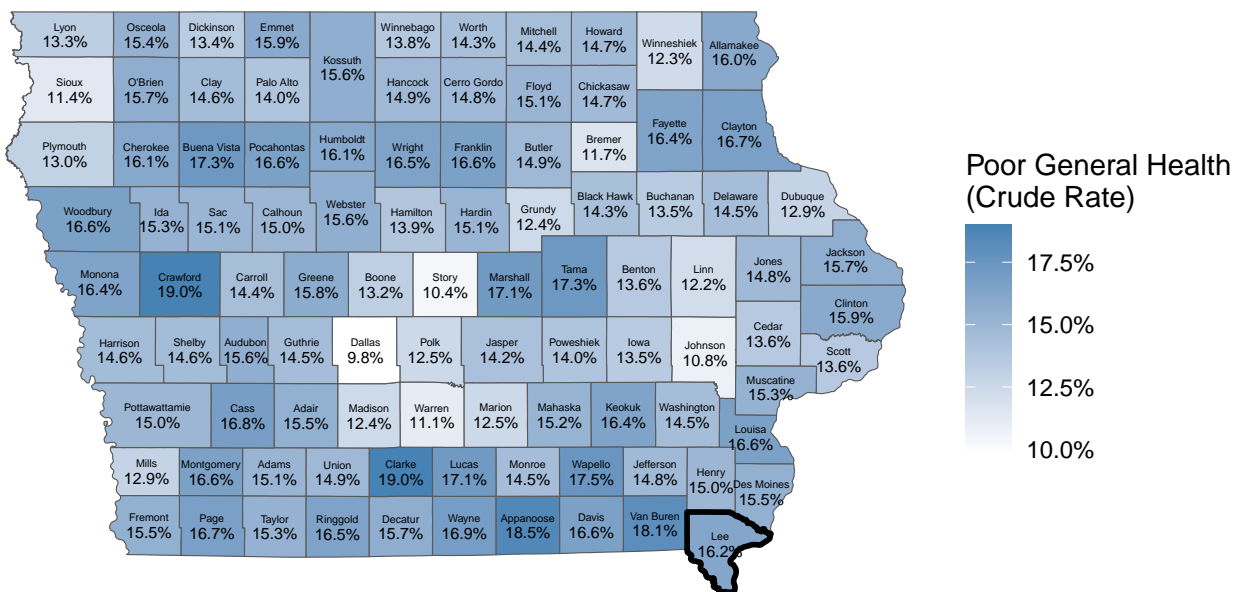 Lyon
13.3%
Osceola
15.4%
Dickinson
13.4%
Emmet
15.9%
Kossuth
15.6%
Winnebago
13.8%
Worth
14.3%
Mitchell
14.4%
Howard
14.7%
Winneshiek
12.3%
Allamakee
16.0%
Sioux
11.4%
O'Brien
15.7%
Clay
14.6%
Palo Alto
14.0%
Hancock
14.9%
Cerro Gordo
14.8%
Floyd
15.1%
Chickasaw
14.7%
Fayette
16.4%
Clayton
16.7%
Plymouth
13.0%
Cherokee
16.1%
Buena Vista
17.3%
Pocahontas
16.6%
Humboldt
16.1%
Wright
16.5%
Franklin
16.6%
Butler
14.9%
Bremer
11.7%
Woodbury
16.6%
Ida
15.3%
Sac
15.1%
Calhoun
15.0%
Webster
15.6%
Hamilton
13.9%
Hardin
15.1%
Grundy
12.4%
Black Hawk
14.3%
Buchanan
13.5%
Delaware
14.5%
Dubuque
12.9%
Monona
16.4%
Crawford
19.0%
Carroll
14.4%
Greene
15.8%
Boone
13.2%
Story
10.4%
Marshall
17.1%
Tama
17.3%
Benton
13.6%
Linn
12.2%
Jones
14.8%
Jackson
15.7%
Clinton
15.9%
Harrison
14.6%
Shelby
14.6%
Audubon
15.6%
Guthrie
14.5%
Dallas
9.8%
Polk
12.5%
Jasper
14.2%
Poweshiek
14.0%
Iowa
13.5%
Johnson
10.8%
Cedar
13.6%
Scott
13.6%
Muscatine
15.3%
Pottawattamie
15.0%
Cass
16.8%
Adair
15.5%
Madison
12.4%
Warren
11.1%
Marion
12.5%
Mahaska
15.2%
Keokuk
16.4%
Washington
14.5%
Louisa
16.6%
Mills
12.9%
Montgomery
16.6%
Adams
15.1%
Union
14.9%
Clarke
19.0%
Lucas
17.1%
Monroe
14.5%
Wapello
17.5%
Jefferson
14.8%
Henry
15.0%
Des Moines
15.5%
Fremont
15.5%
Page
16.7%
Taylor
15.3%
Ringgold
16.5%
Decatur
15.7%
Wayne
16.9%
Appanoose
18.5%
Davis
16.6%
Van Buren
18.1%
Lee
16.2%
Poor General Health
(Crude Rate)
17.5%
15.0%
12.5%
10.0%